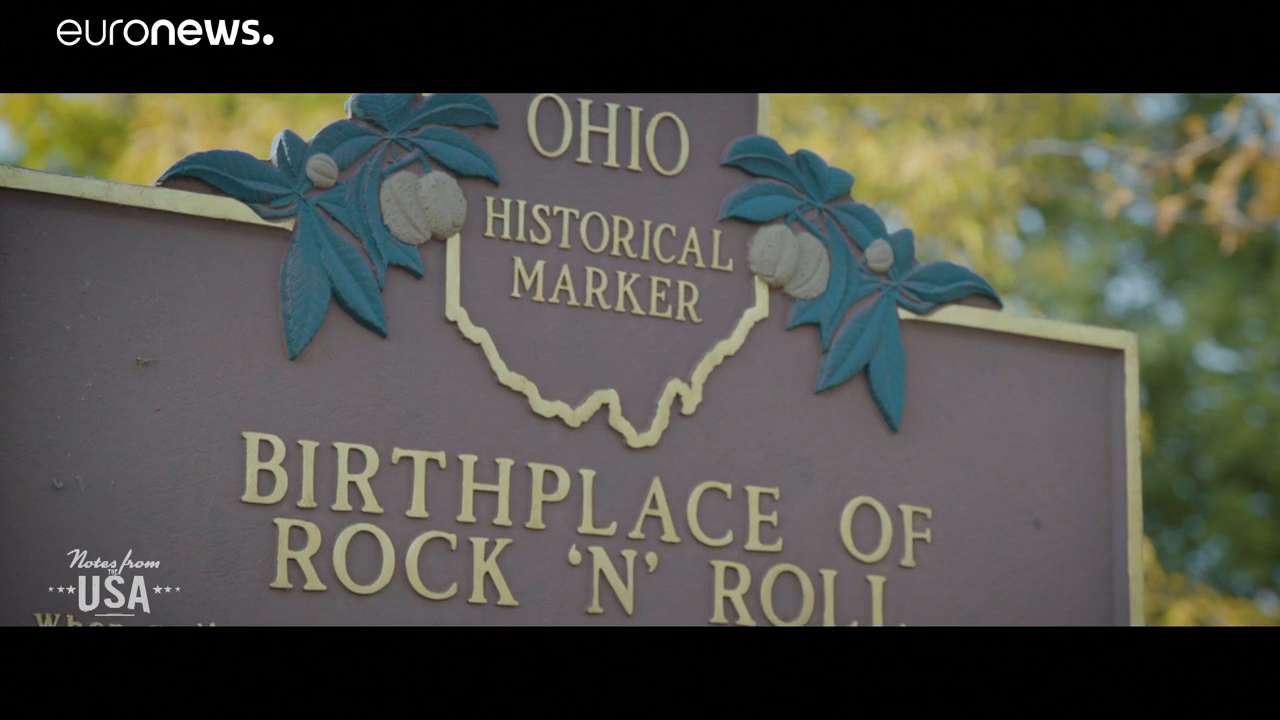 euronews.
OHIO
HISTORICAL
MARKER
BIRTHPLACE OF
ROCK 'N' ROLL
Notes from
THE
USA